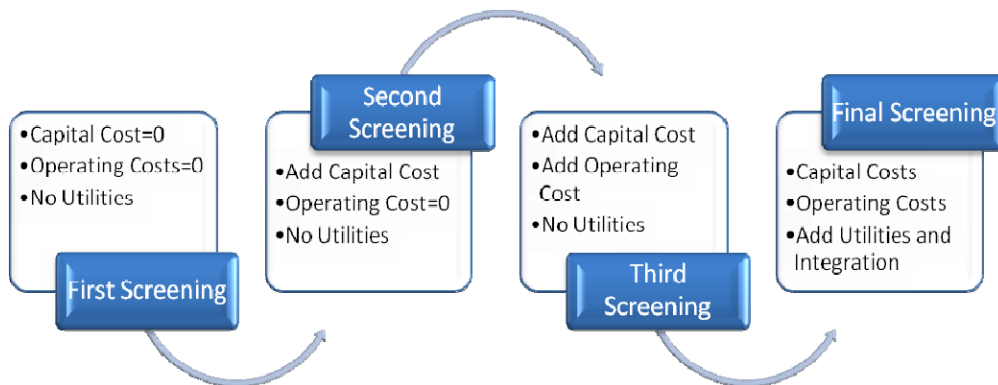 •Capital Cost=0
•Operating Costs=0
•No Utilities
First Screening
Second
Screening
•Add Capital Cost
•Operating Cost=0
•No Utilities
•Add Capital Cost
•Add Operating
Cost
•No Utilities
Third
Screening
Final Screening
•Capital Costs
•Operating Costs
•Add Utilities and
Integration